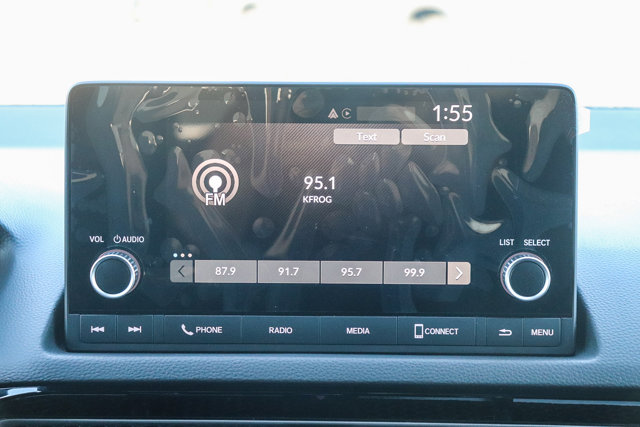 1:55
Text Scan
95.1
FM
KFROG
VOL AUDIO
LIST SELECT
87.9 91.7 95.7 99.9
PHONE RADIO MEDIA CONNECT MENU